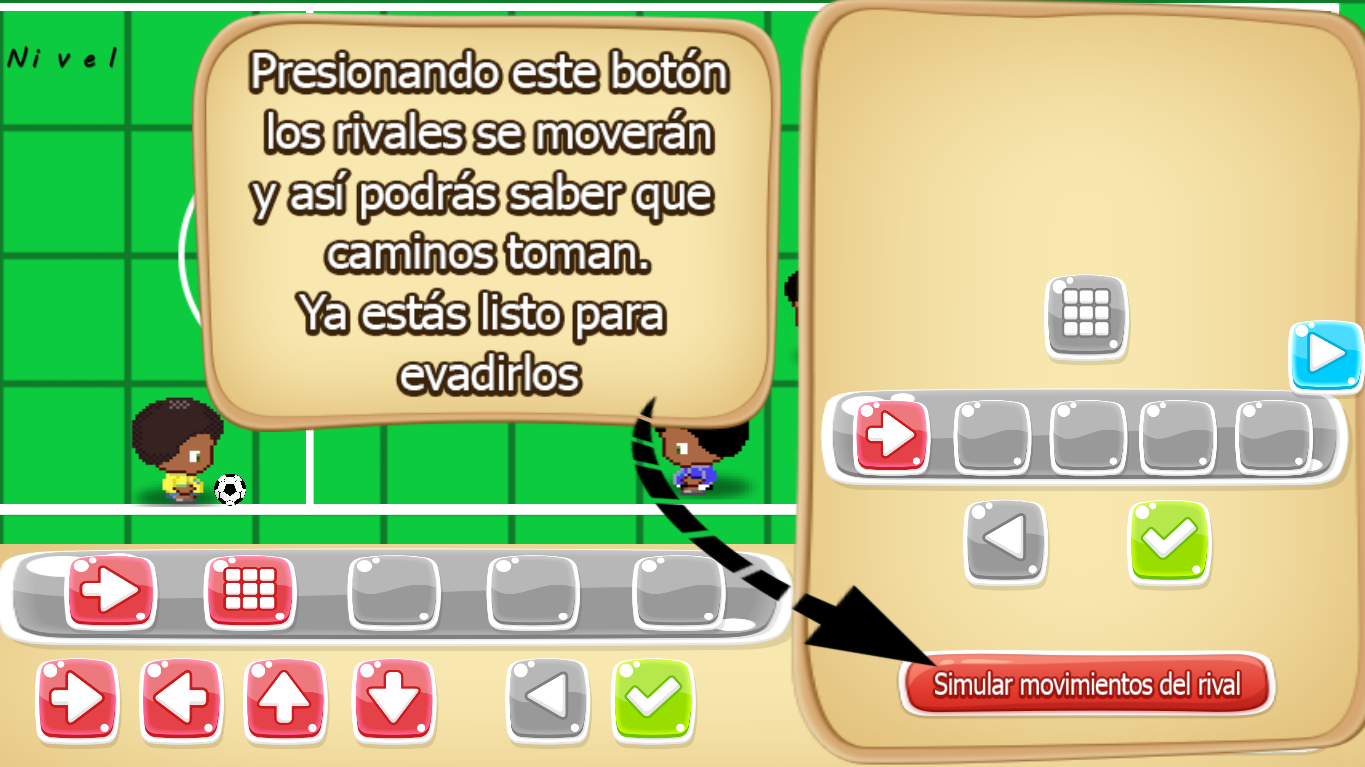 Nivel
Presionando este botón
los rivales se moverán
y así podrás saber que
caminos toman.
Ya estás listo para
evadirlos
Simular movimientos del rival